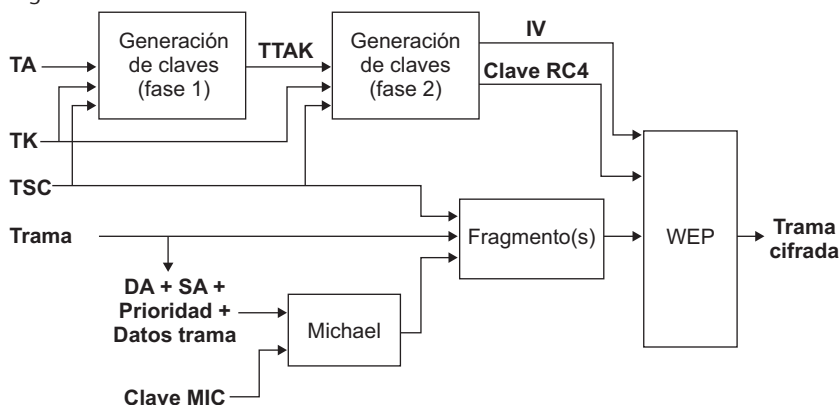 Generación
de claves
(fase 1)
TTAK
Generación
de claves
(fase 2)
IV
Clave RC4
TA
TK
TSC
Trama
Fragmento(s)
WEP
Trama
cifrada
DA + SA +
Prioridad +
Datos trama
Michael
Clave MIC